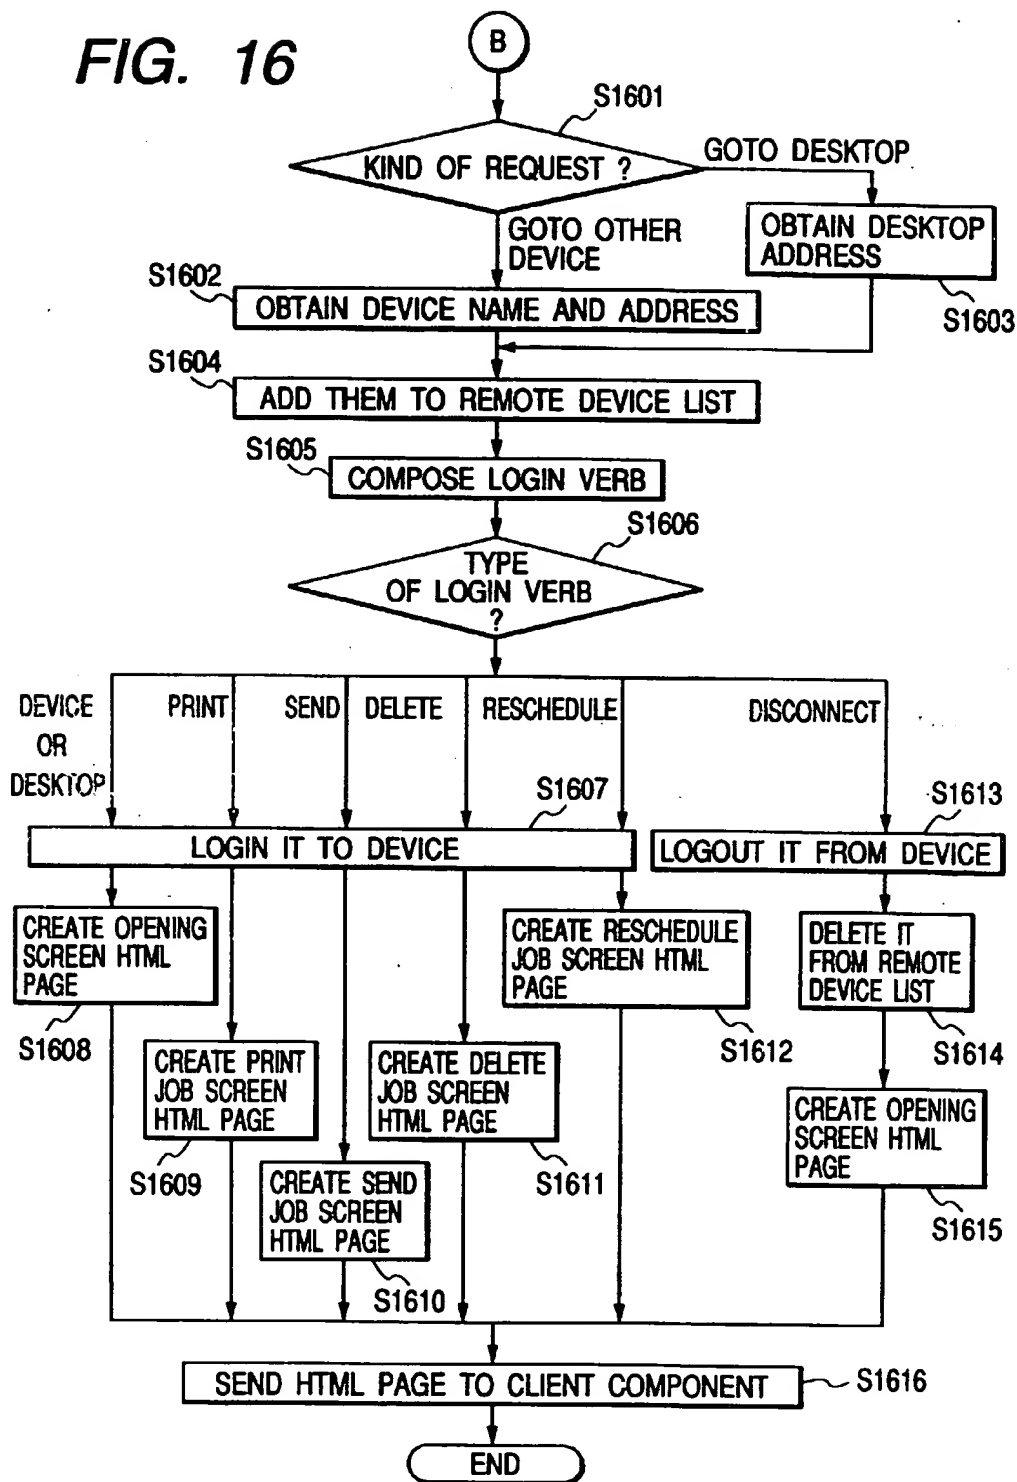 FIG. 16
B
S1601
KIND OF REQUEST ?
GOTO DESKTOP
GOTO OTHER
DEVICE
OBTAIN DESKTOP
ADDRESS
S1603
S1602
OBTAIN DEVICE NAME AND ADDRESS
S1604
ADD THEM TO REMOTE DEVICE LIST
S1605
COMPOSE LOGIN VERB
S1606
TYPE
OF LOGIN VERB
?
DEVICE
OR
DESKTOP
PRINT
SEND
DELETE
RESCHEDULE
DISCONNECT
S1607
LOGIN IT TO DEVICE
S1613
LOGOUT IT FROM DEVICE
CREATE OPENING
SCREEN HTML
PAGE
S1608
CREATE PRINT
JOB SCREEN
HTML PAGE
S1609
CREATE SEND
JOB SCREEN
HTML PAGE
S1610
CREATE DELETE
JOB SCREEN
HTML PAGE
S1611
CREATE RESCHEDULE
JOB SCREEN HTML
PAGE
S1612
DELETE IT
FROM REMOTE
DEVICE LIST
S1614
CREATE OPENING
SCREEN HTML
PAGE
S1615
SEND HTML PAGE TO CLIENT COMPONENT
S1616
END